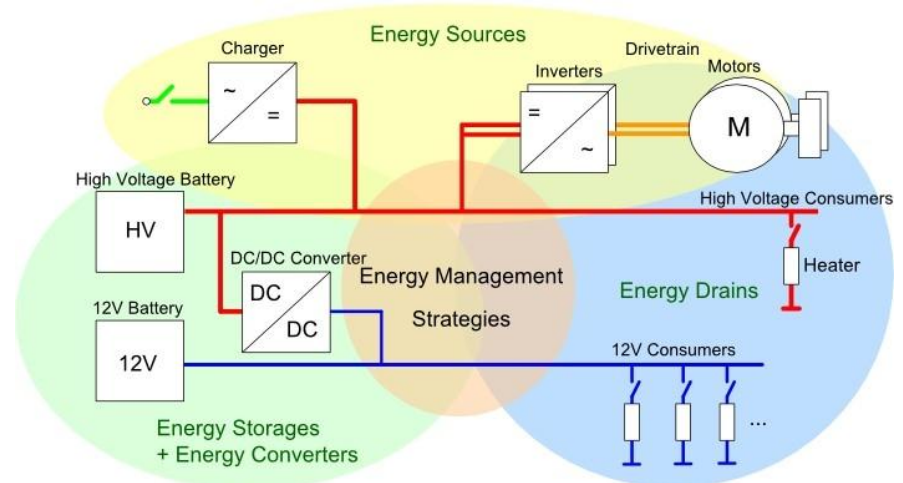 Energy Sources
Charger
~
=
Drivetrain
Inverters
Motors
=
~
M
High Voltage Battery
HV
High Voltage Consumers
DC/DC Converter
DC
DC
Energy Management
Strategies
Heater
Energy Drains
12V Battery
12V
12V Consumers
...
Energy Storages
+ Energy Converters